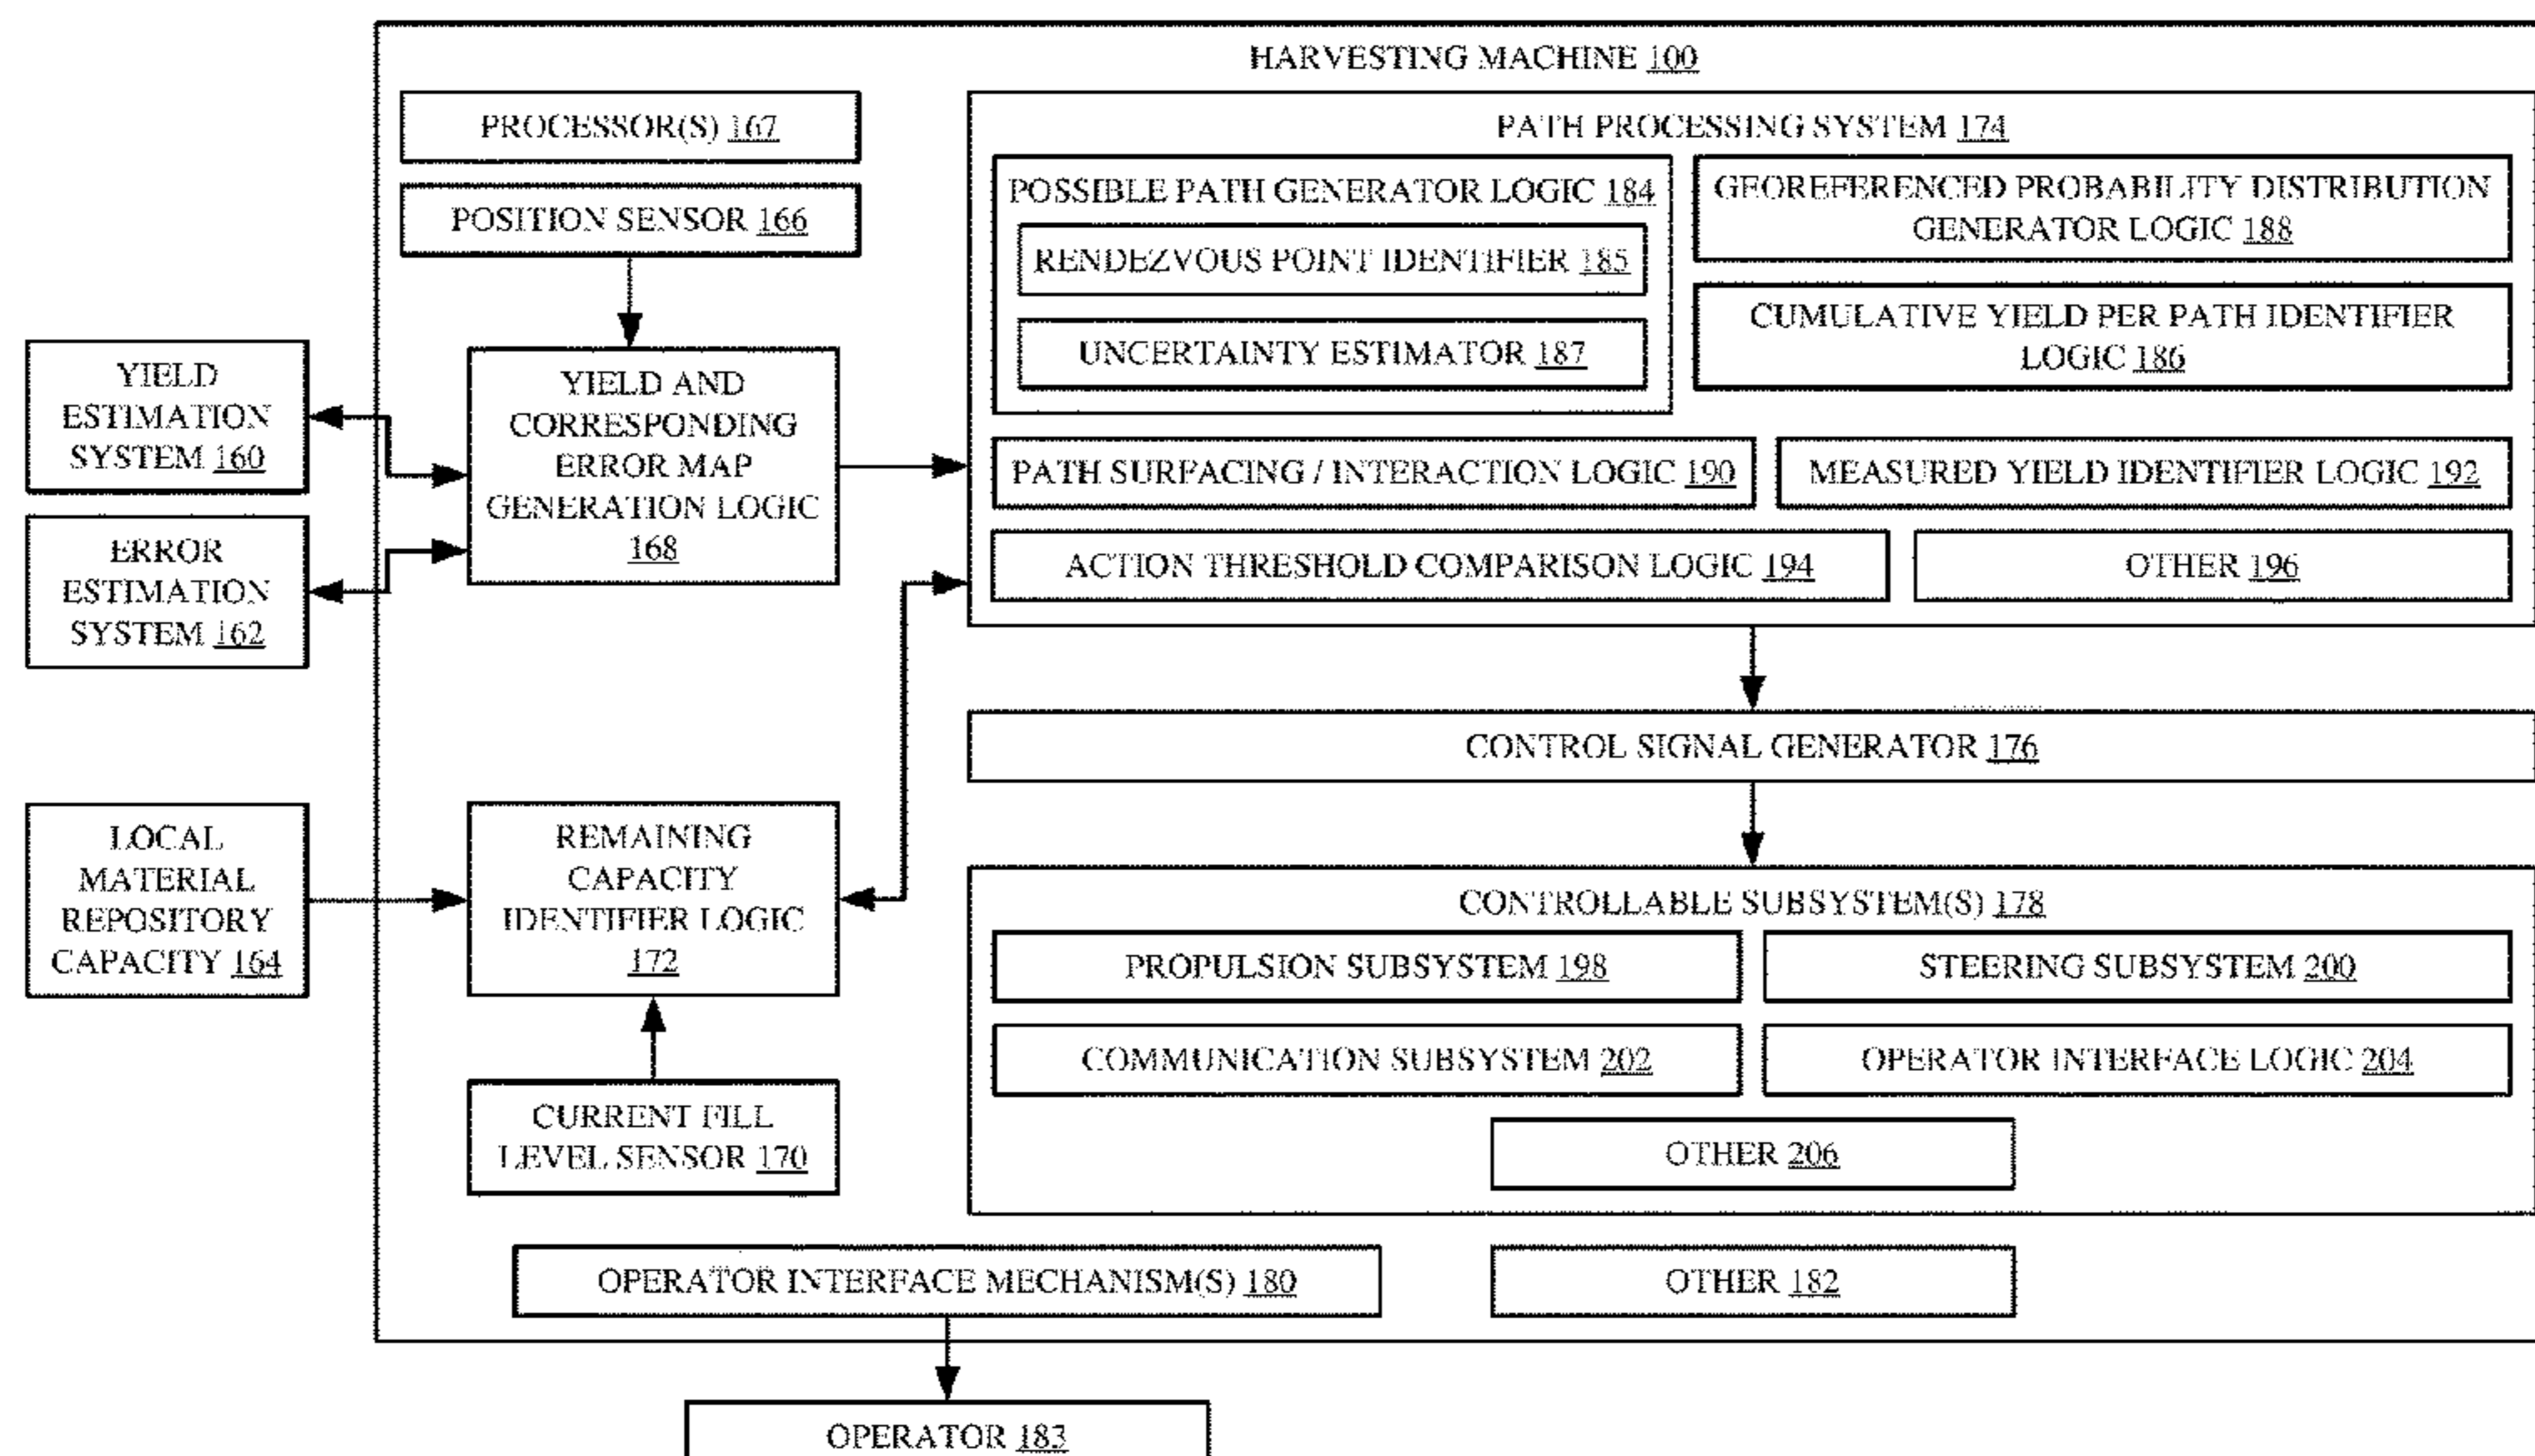 HARVESTING MACHINE 100
PROCESSOR(S) 167
POSITION SENSOR 166
YIELD
ESTIMATION
SYSTEM 160
ERROR
ESTIMATION
SYSTEM 162
YIELD AND
CORRESPONDING
ERROR MAP
GENERATION LOGIC
168
LOCAL
MATERIAL
REPOSITORY
CAPACITY 164
REMAINING
CAPACITY
IDENTIFIER LOGIC
172
CURRENT FILL
LEVEL SENSOR 170
PATH PROCESSING SYSTEM 174
POSSIBLE PATH GENERATOR LOGIC 184
RENDEZVOUS POINT IDENTIFIER 185
UNCERTAINTY ESTIMATOR 187
GEOREFERENCED PROBABILITY DISTRIBUTION
GENERATOR LOGIC 188
CUMULATIVE YIELD PER PATH IDENTIFIER
LOGIC 186
PATH SURFACING / INTERACTION LOGIC 190
MEASURED YIELD IDENTIFIER LOGIC 192
ACTION THRESHOLD COMPARISON LOGIC 194
OTHER 196
CONTROL SIGNAL GENERATOR 176
CONTROLLABLE SUBSYSTEM(S) 178
PROPULSION SUBSYSTEM 198
STEERING SUBSYSTEM 200
COMMUNICATION SUBSYSTEM 202
OPERATOR INTERFACE LOGIC 204
OTHER 206
OPERATOR INTERFACE MECHANISM(S) 180
OTHER 182
OPERATOR 183